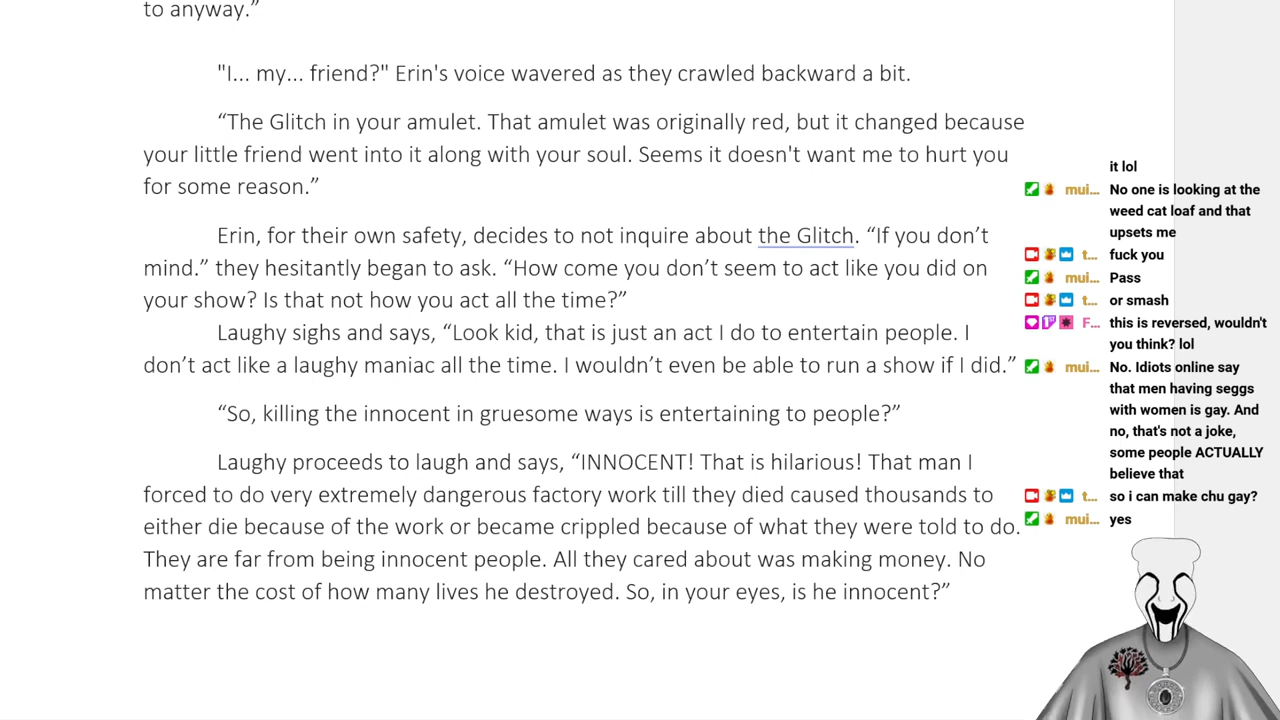 to anyway.”
"I... my... friend?" Erin's voice wavered as they crawled backward a bit.
“The Glitch in your amulet. That amulet was originally red, but it changed because
your little friend went into it along with your soul. Seems it doesn't want me to hurt you
for some reason.”
Erin, for their own safety, decides to not inquire about the Glitch. “If you don’t
mind.” they hesitantly began to ask. “How come you don’t seem to act like you did on
your show? Is that not how you act all the time?”
Laughy sighs and says, “Look kid, that is just an act I do to entertain people. I
don’t act like a laughy maniac all the time. I wouldn’t even be able to run a show if I did.”
“So, killing the innocent in gruesome ways is entertaining to people?”
Laughy proceeds to laugh and says, “INNOCENT! That is hilarious! That man I
forced to do very extremely dangerous factory work till they died caused thousands to
either die because of the work or became crippled because of what they were told to do.
They are far from being innocent people. All they cared about was making money. No
matter the cost of how many lives he destroyed. So, in your eyes, is he innocent?”
it lol
mui... No one is looking at the
weed cat loaf and that
upsets me
t... fuck you
mui... Pass
t... or smash
F... this is reversed, wouldn't
you think? lol
mui... No. Idiots online say
that men having seggs
with women is gay. And
no, that's not a joke,
some people ACTUALLY
believe that
t... so i can make chu gay?
mui... yes